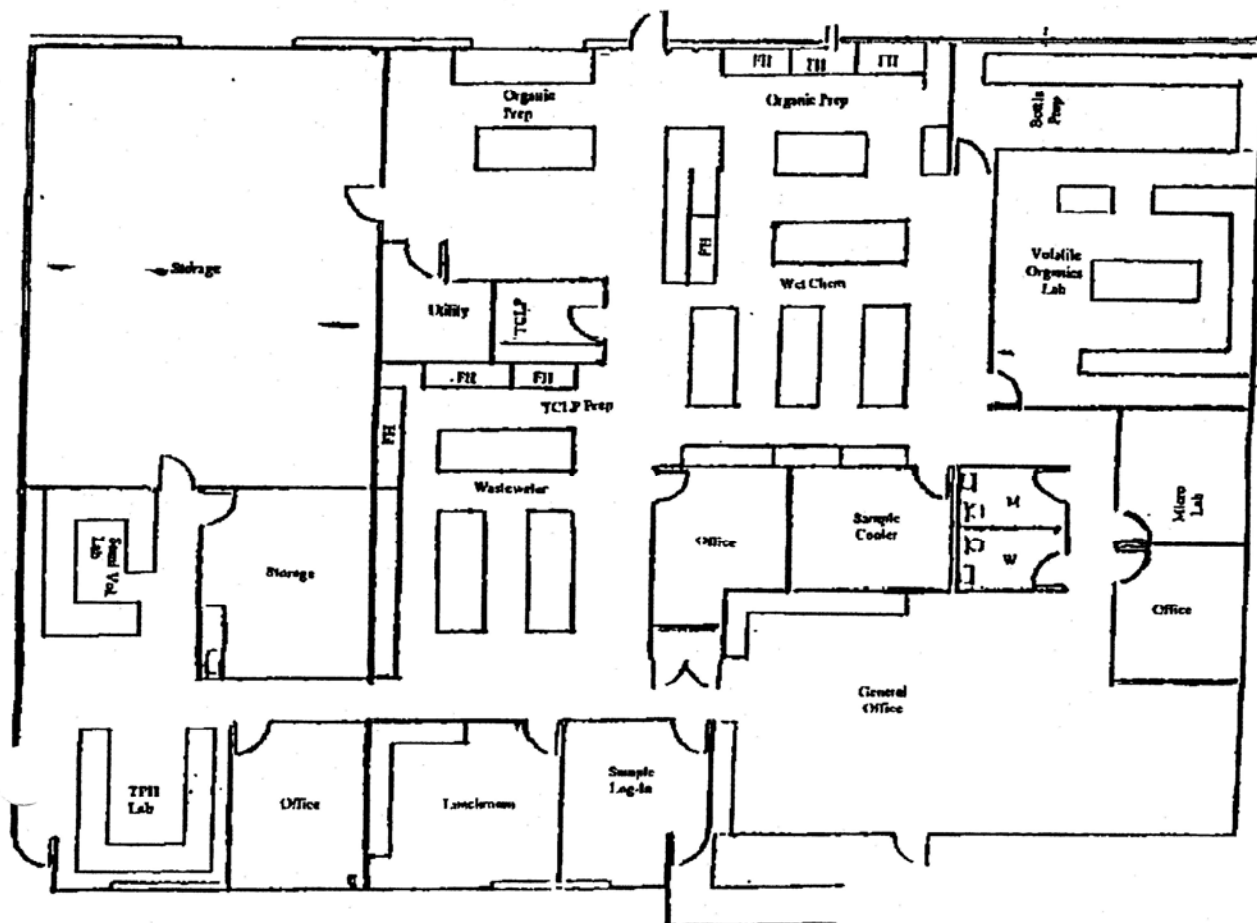 FH
FH
FH
Organic
Prep
Organic Prep
Bottle
Prep
Storage
FH
Volatile
Organics
Lab
Wet Chem
Utility
TCLP
FH
FH
TCLP Prep
FH
Wastewater
Semi Vol
Lab
Storage
Office
Sample
Cooler
M
W
Micro
Lab
Office
General
Office
TPH
Lab
Office
Lunchroom
Sample
Log-In